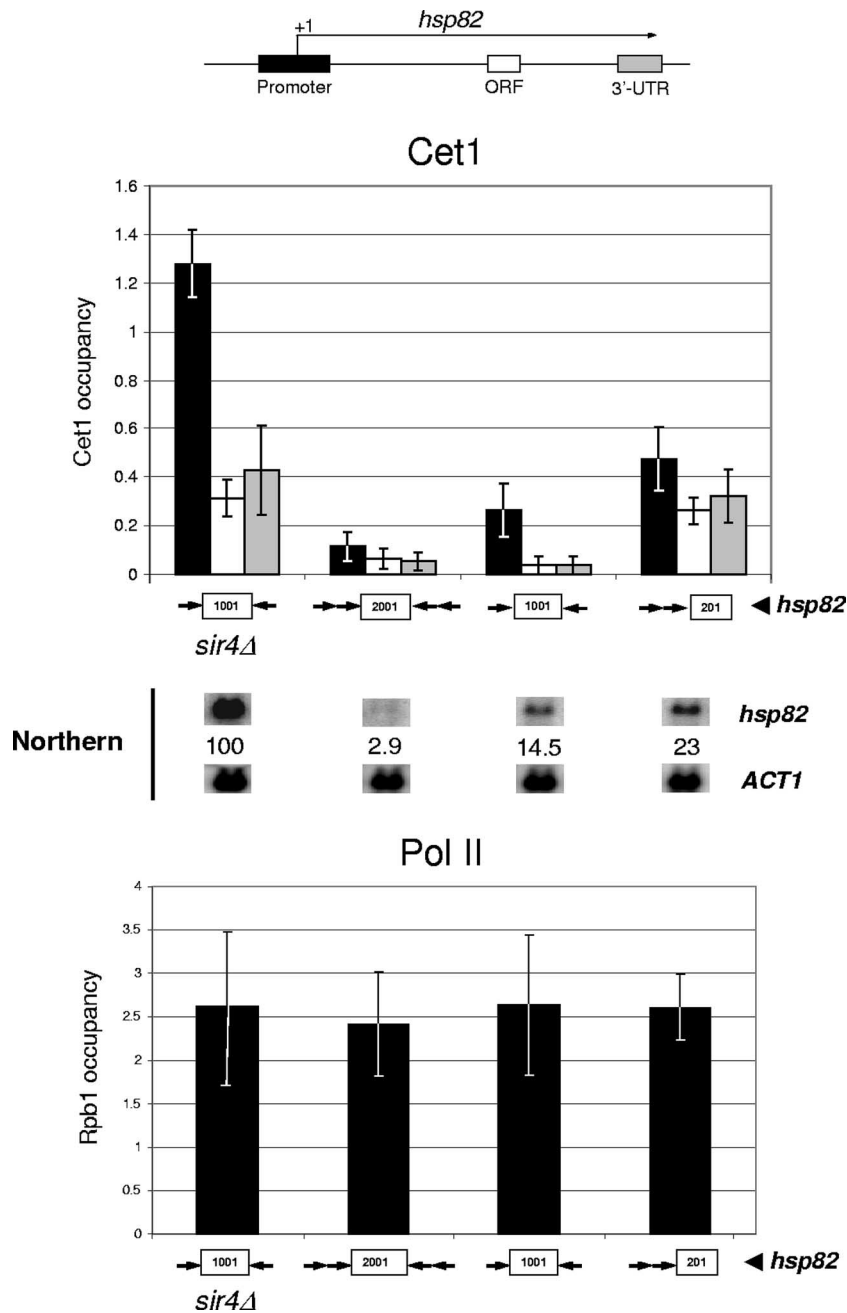 hsp82
+1
Promoter ORF 3'-UTR
Cet1
1.6
1.4
1.2
1
0.8
0.6
0.4
0.2
0
Cet1 occupancy
1001 2001 1001 201 hsp82
sir4Δ
Northern
hsp82
100 2.9 14.5 23
ACT1
Pol II
4
3.5
3
2.5
2
1.5
1
0.5
0
Rpb1 occupancy
1001 2001 1001 201 hsp82
sir4Δ